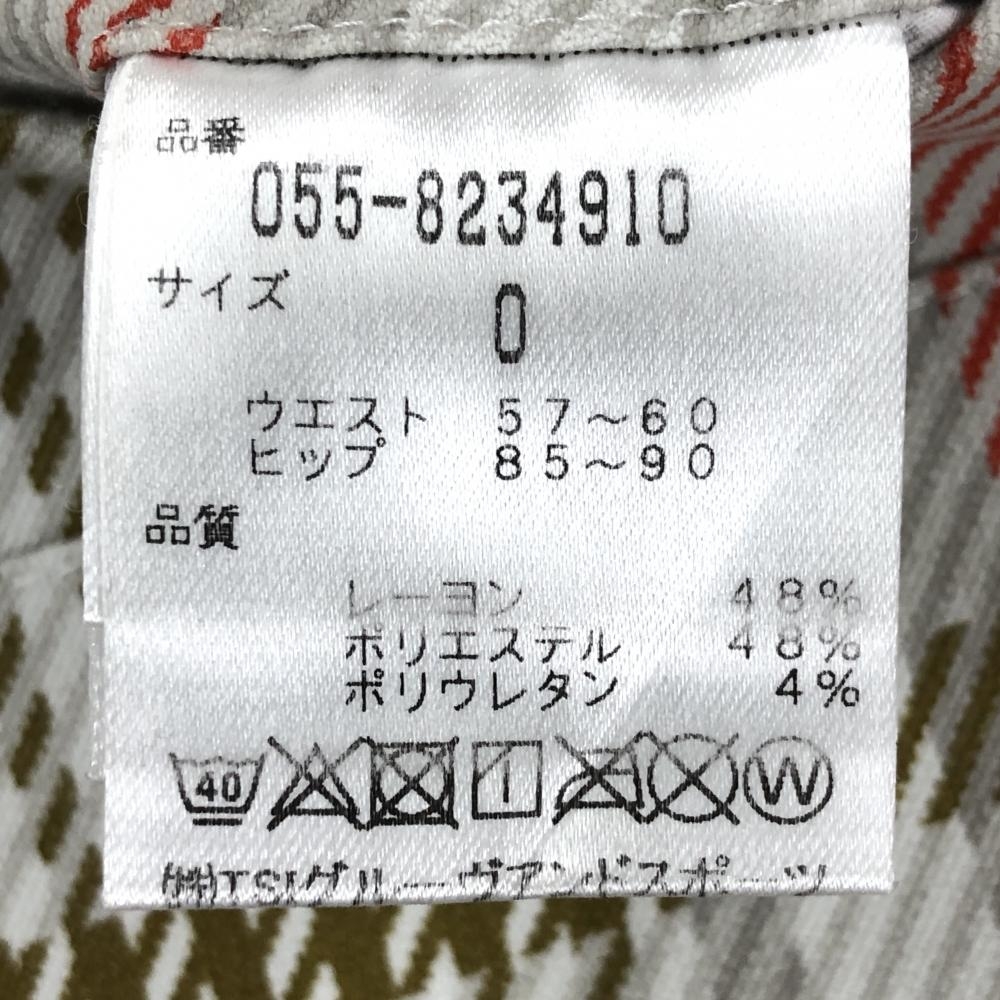 品番
055-8234910
サイズ
0
ウエスト 57～60
ヒップ 85～90
品質
レーヨン 48%
ポリエステル 48%
ポリウレタン 4%
40 W
㈱TSIグルーヴアンドスポーツ